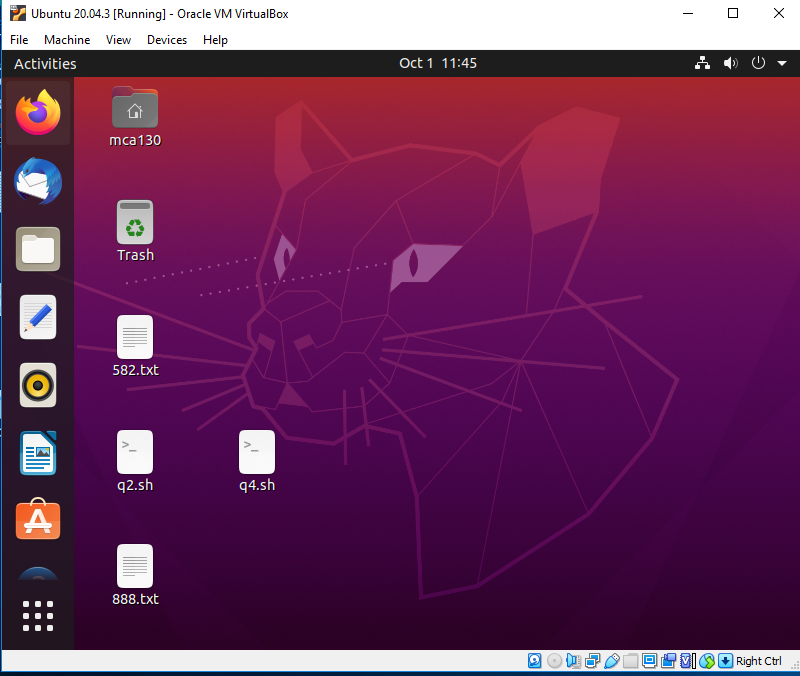 Ubuntu 20.04.3 [Running] - Oracle VM VirtualBox
File Machine View Devices Help
Activities
Oct 1 11:45
mca130
Trash
582.txt
q2.sh
q4.sh
888.txt
Right Ctrl